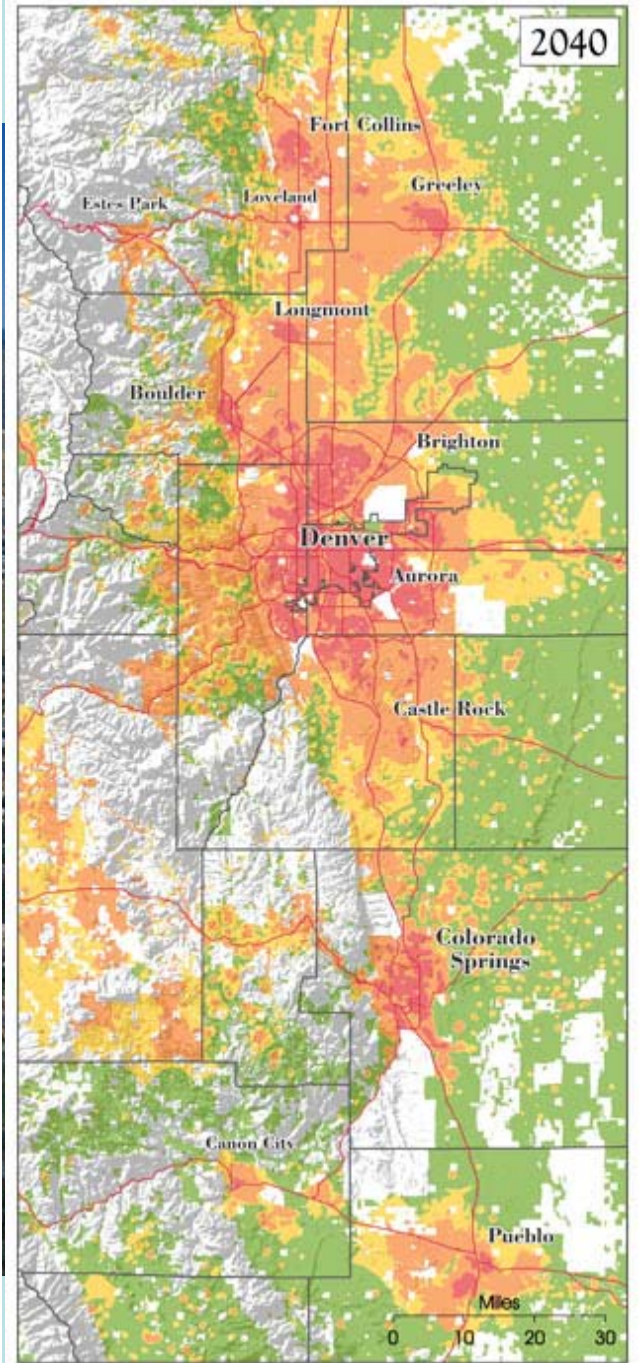 2040
Fort Collins
Greeley
Loveland
Estes Park
Longmont
Boulder
Brighton
Denver
Aurora
Castle Rock
Colorado
Springs
Canon City
Pueblo
Miles
0 10 20 30